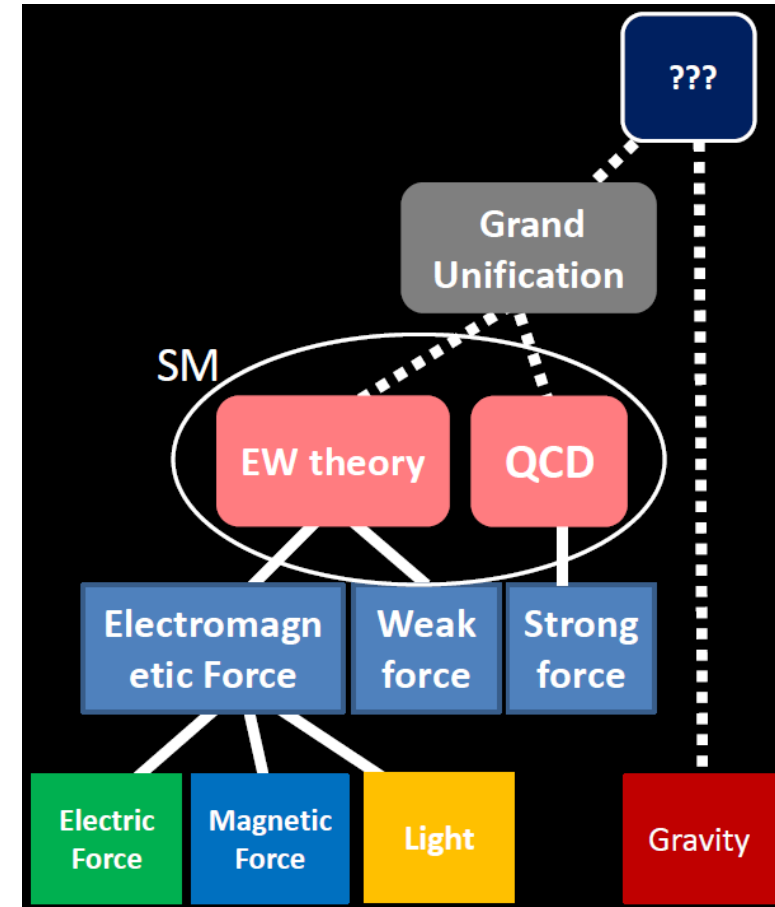 ???
Grand
Unification
SM
EW theory
QCD
Electromagn
etic Force
Weak
force
Strong
force
Electric
Force
Magnetic
Force
Light
Gravity